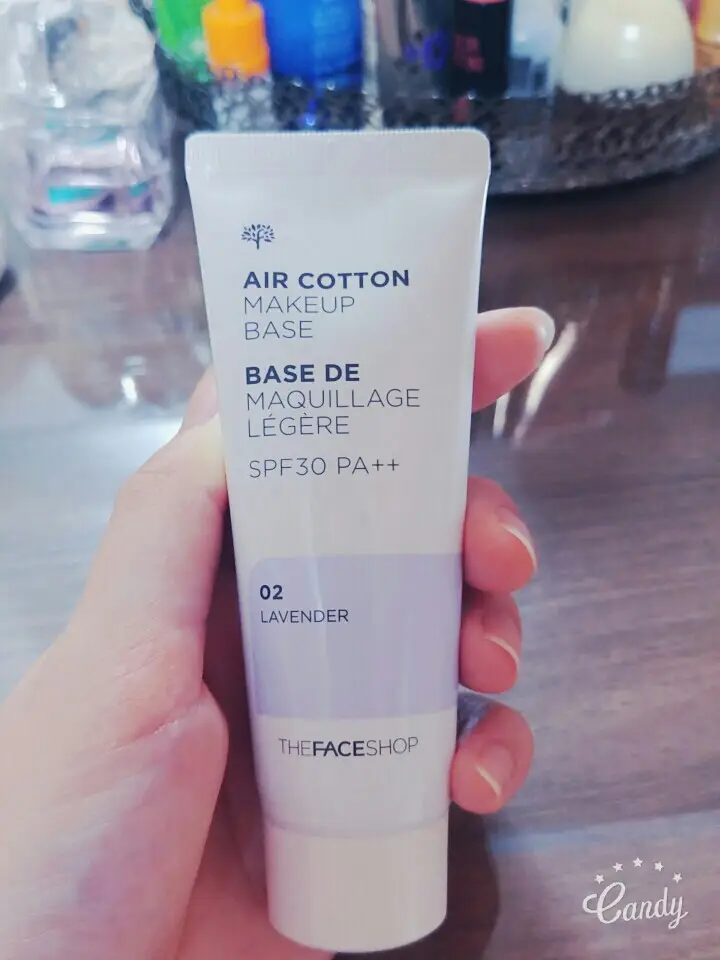 AIR COTTON
MAKEUP
BASE
BASE DE
MAQUILLAGE
LÉGÈRE
SPF30 PA++
02
LAVENDER
THEFACESHOP
Candy